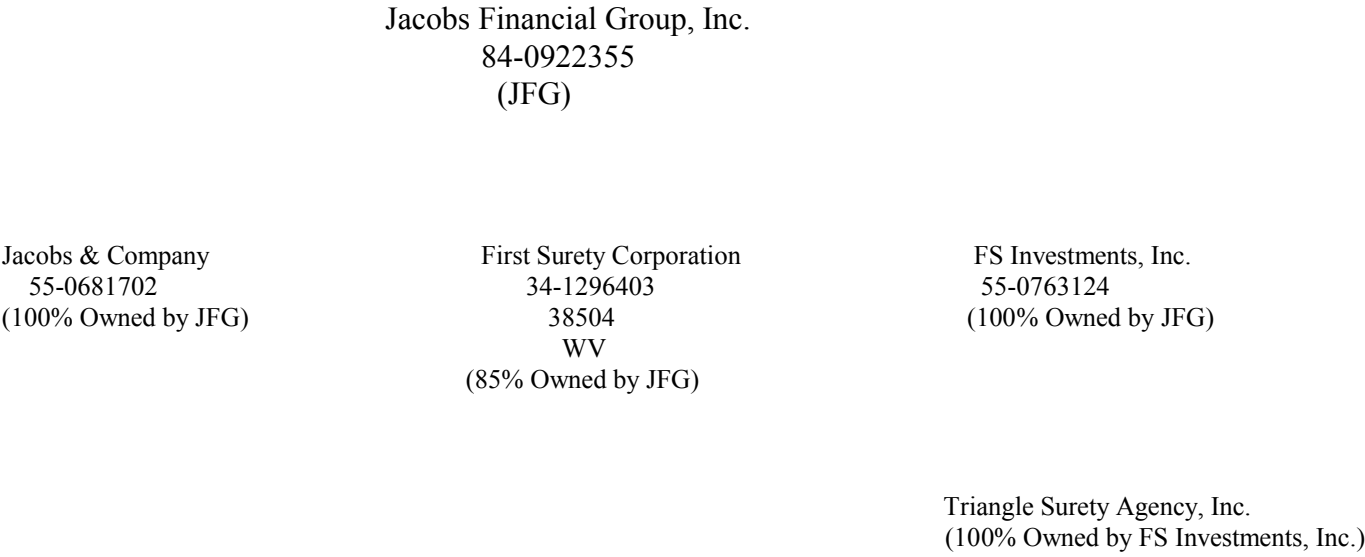 Jacobs Financial Group, Inc.
84-0922355
(JFG)
Jacobs & Company
55-0681702
(100% Owned by JFG)
First Surety Corporation
34-1296403
38504
WV
(85% Owned by JFG)
FS Investments, Inc.
55-0763124
(100% Owned by JFG)
Triangle Surety Agency, Inc.
(100% Owned by FS Investments, Inc.)